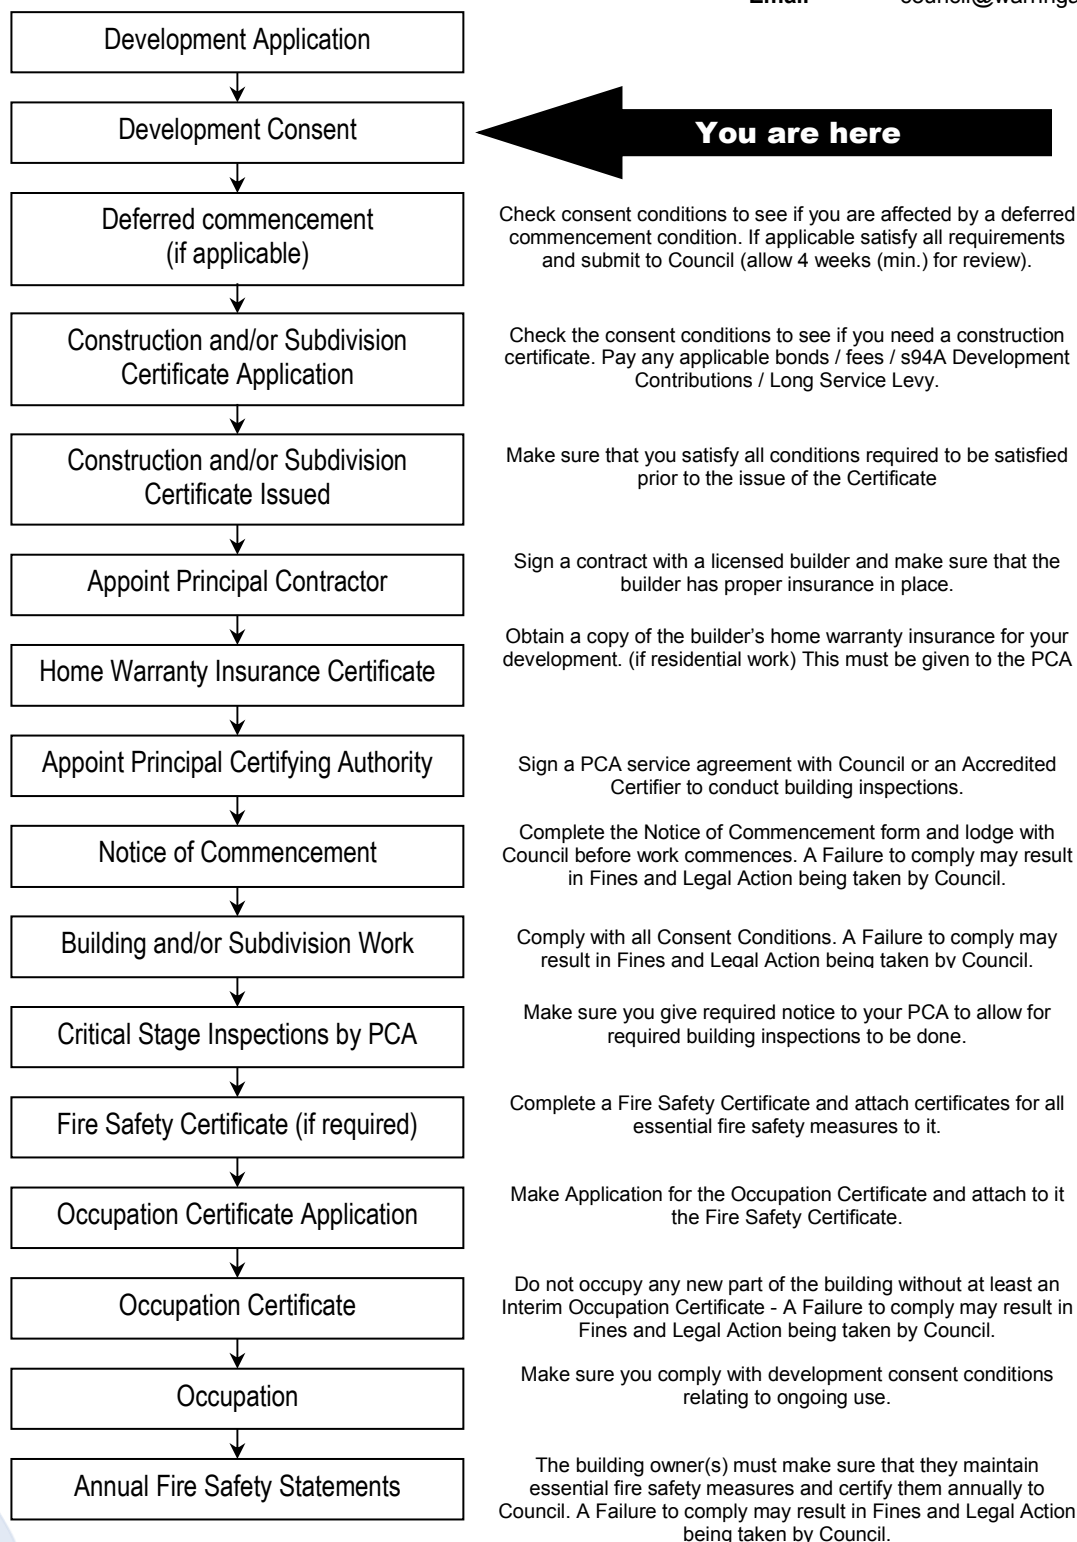 Email council@warringa
Development Application
Development Consent
You are here
Deferred commencement
(if applicable)
Check consent conditions to see if you are affected by a deferred
commencement condition. If applicable satisfy all requirements
and submit to Council (allow 4 weeks (min.) for review).
Construction and/or Subdivision
Certificate Application
Check the consent conditions to see if you need a construction
certificate. Pay any applicable bonds / fees / s94A Development
Contributions / Long Service Levy.
Construction and/or Subdivision
Certificate Issued
Make sure that you satisfy all conditions required to be satisfied
prior to the issue of the Certificate
Appoint Principal Contractor
Sign a contract with a licensed builder and make sure that the
builder has proper insurance in place.
Home Warranty Insurance Certificate
Obtain a copy of the builder's home warranty insurance for your
development. (if residential work) This must be given to the PCA
Appoint Principal Certifying Authority
Sign a PCA service agreement with Council or an Accredited
Certifier to conduct building inspections.
Notice of Commencement
Complete the Notice of Commencement form and lodge with
Council before work commences. A Failure to comply may result
in Fines and Legal Action being taken by Council.
Building and/or Subdivision Work
Comply with all Consent Conditions. A Failure to comply may
result in Fines and Legal Action being taken by Council.
Critical Stage Inspections by PCA
Make sure you give required notice to your PCA to allow for
required building inspections to be done.
Fire Safety Certificate (if required)
Complete a Fire Safety Certificate and attach certificates for all
essential fire safety measures to it.
Occupation Certificate Application
Make Application for the Occupation Certificate and attach to it
the Fire Safety Certificate.
Occupation Certificate
Do not occupy any new part of the building without at least an
Interim Occupation Certificate - A Failure to comply may result in
Fines and Legal Action being taken by Council.
Occupation
Make sure you comply with development consent conditions
relating to ongoing use.
Annual Fire Safety Statements
The building owner(s) must make sure that they maintain
essential fire safety measures and certify them annually to
Council. A Failure to comply may result in Fines and Legal Action
being taken by Council.